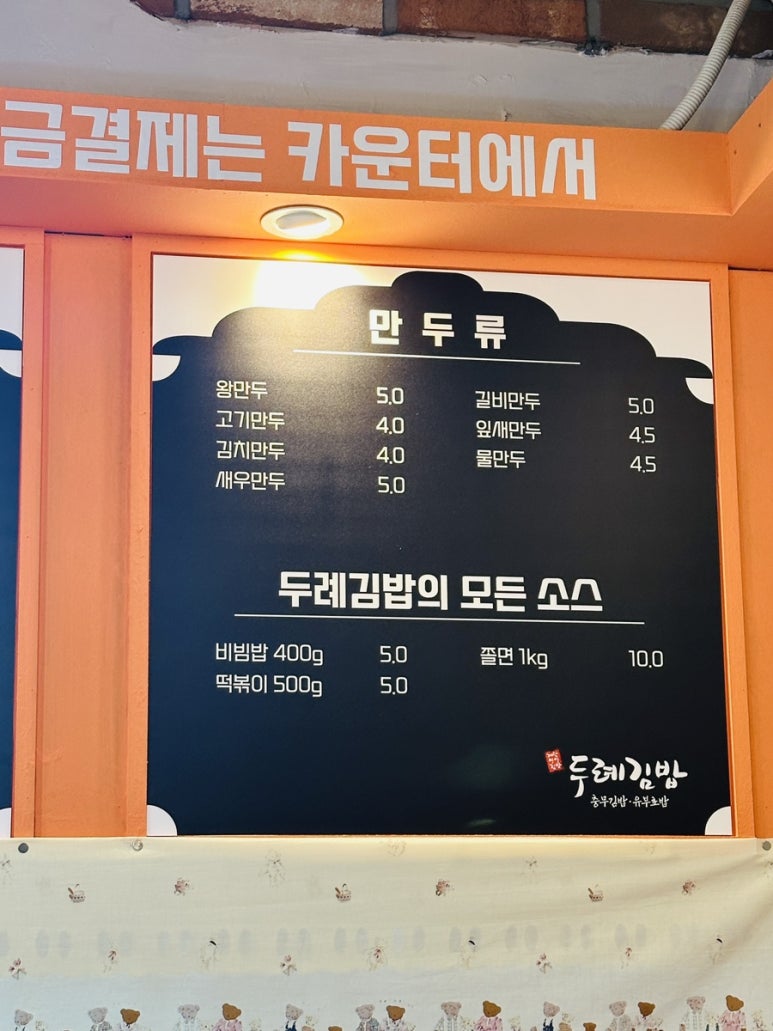 금결제는 카운터에서
만두류
왕만두 5.0 길비만두 5.0
고기만두 4.0 잎새만두 4.5
김치만두 4.0 물만두 4.5
새우만두 5.0
두레김밥의 모든 소스
비빔밥 400g 5.0 쫄면 1kg 10.0
떡볶이 500g 5.0
두레김밥
충무김밥·유부초밥